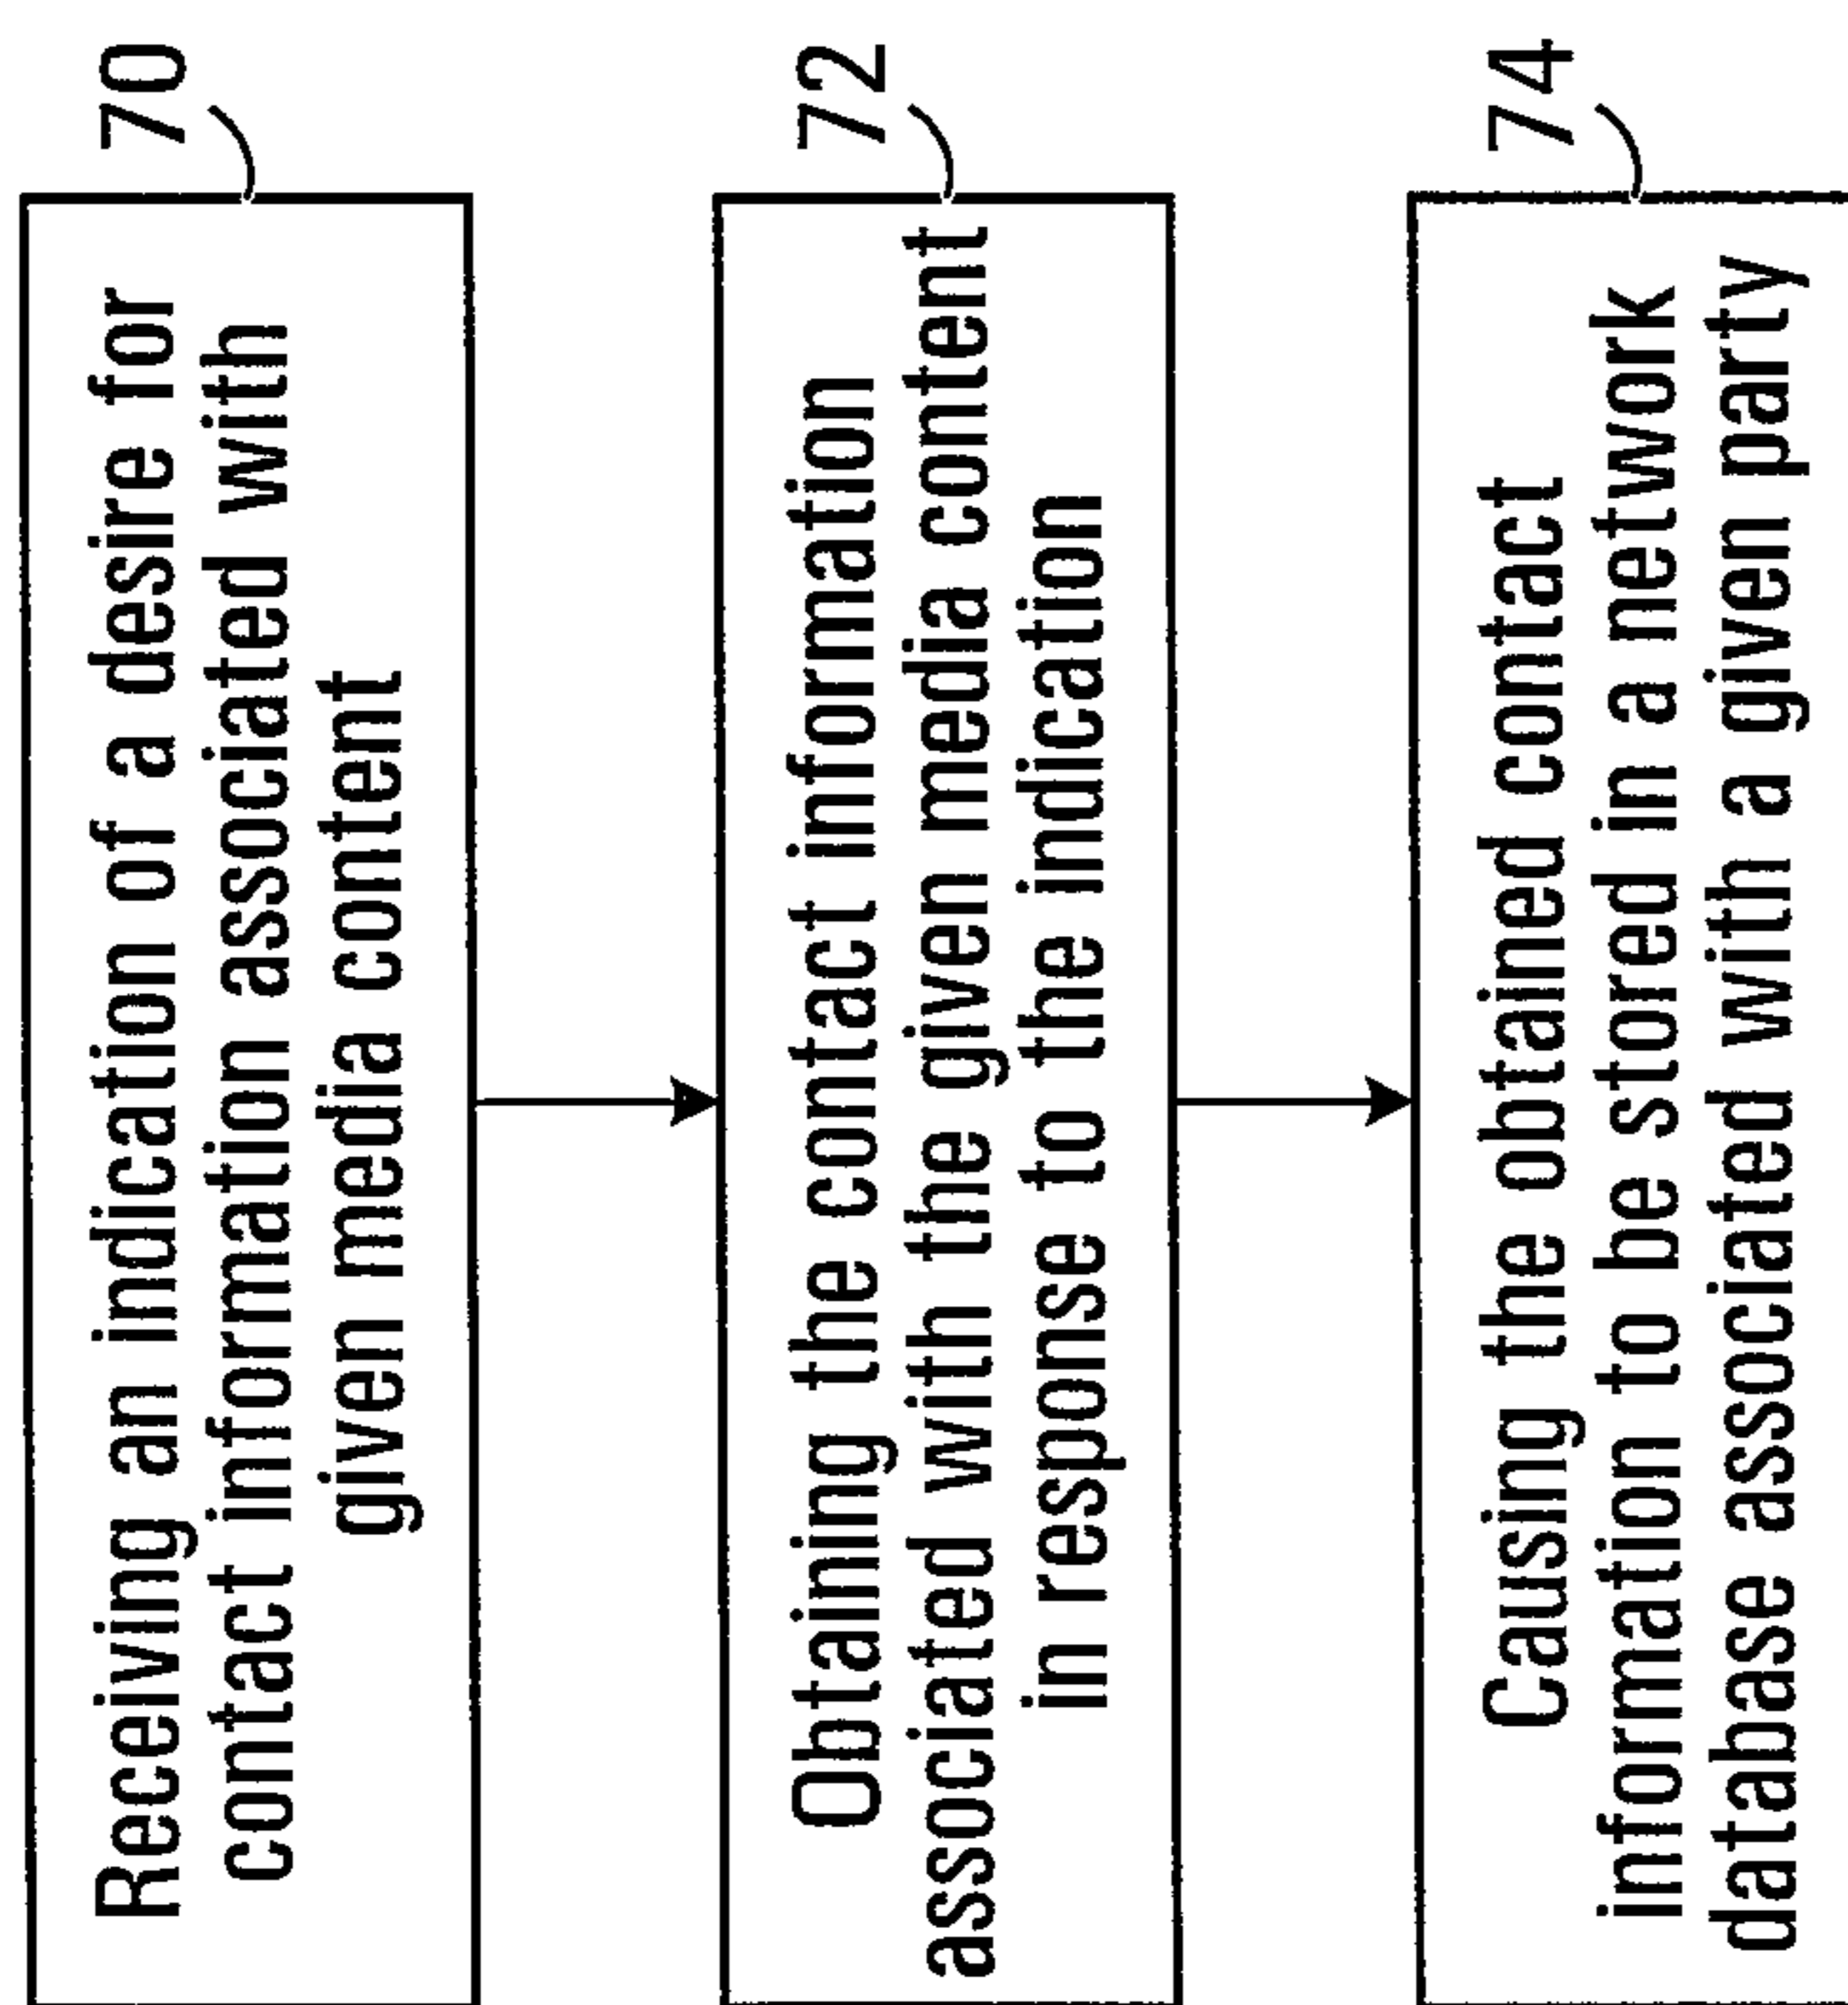 70
Receiving an indication of a desire for
contact information associated with
given media content
72
Obtaining the contact information
associated with the given media content
in response to the indication
74
Causing the obtained contact
information to be stored in a network
database associated with a given party